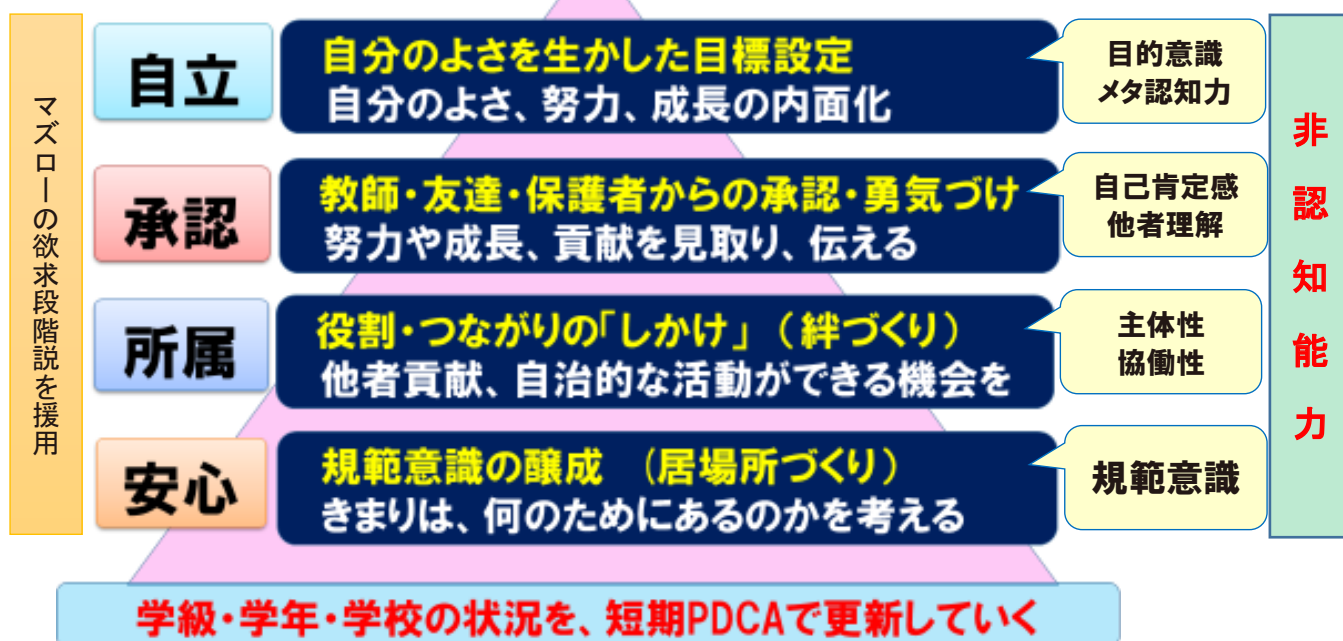 マズローの欲求段階説を援用
自立
自分のよさを生かした目標設定
自分のよさ、努力、成長の内面化
目的意識
メタ認知力
承認
教師・友達・保護者からの承認・勇気づけ
努力や成長、貢献を見取り、伝える
自己肯定感
他者理解
所属
役割・つながりの「しかけ」（絆づくり）
他者貢献、自治的な活動ができる機会を
主体性
協働性
安心
規範意識の醸成　（居場所づくり）
きまりは、何のためにあるのかを考える
規範意識
非認知能力
学級・学年・学校の状況を、短期PDCAで更新していく